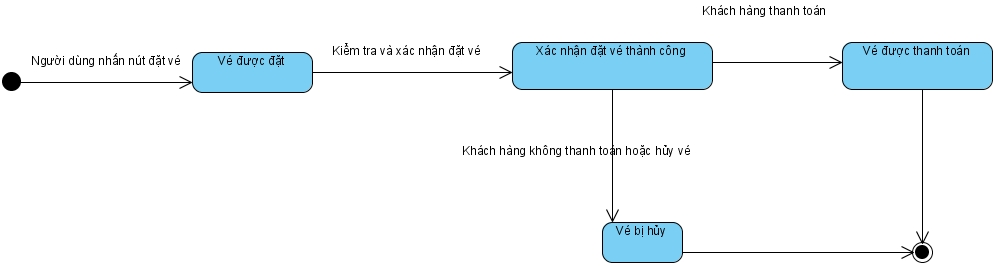 Khách hàng thanh toán
Người dùng nhấn nút đặt vé
Vé được đặt
Kiểm tra và xác nhận đặt vé
Xác nhận đặt vé thành công
Vé được thanh toán
Khách hàng không thanh toán hoặc hủy vé
Vé bị hủy